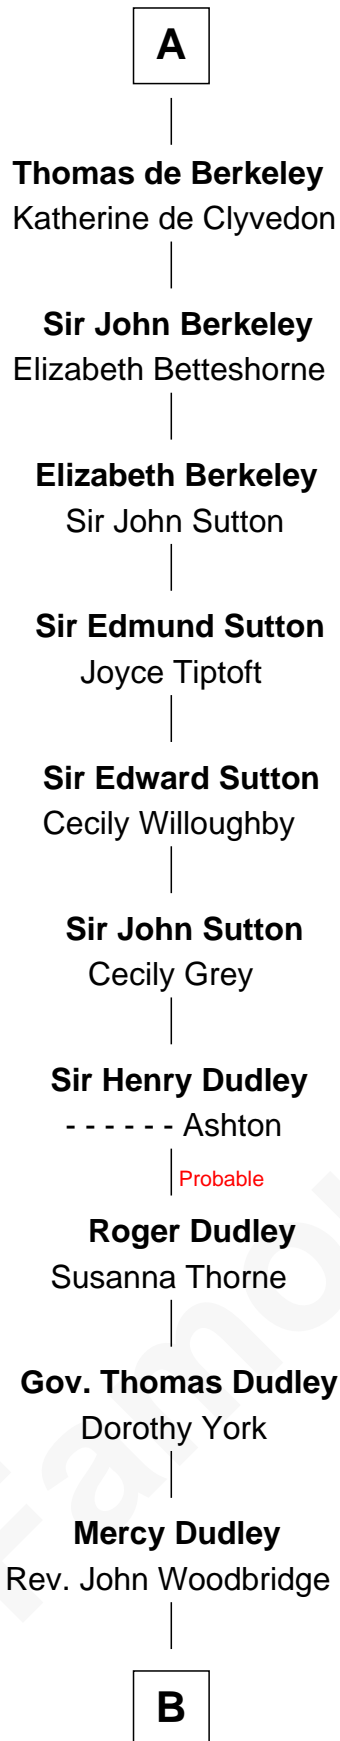 A
Thomas de Berkeley
Katherine de Clyvedon
Sir John Berkeley
Elizabeth Betteshorne
Elizabeth Berkeley
Sir John Sutton
Sir Edmund Sutton
Joyce Tiptoft
Sir Edward Sutton
Cecily Willoughby
Sir John Sutton
Cecily Grey
Sir Henry Dudley
- - - - - - Ashton
Probable
Roger Dudley
Susanna Thorne
Gov. Thomas Dudley
Dorothy York
Mercy Dudley
Rev. John Woodbridge
B